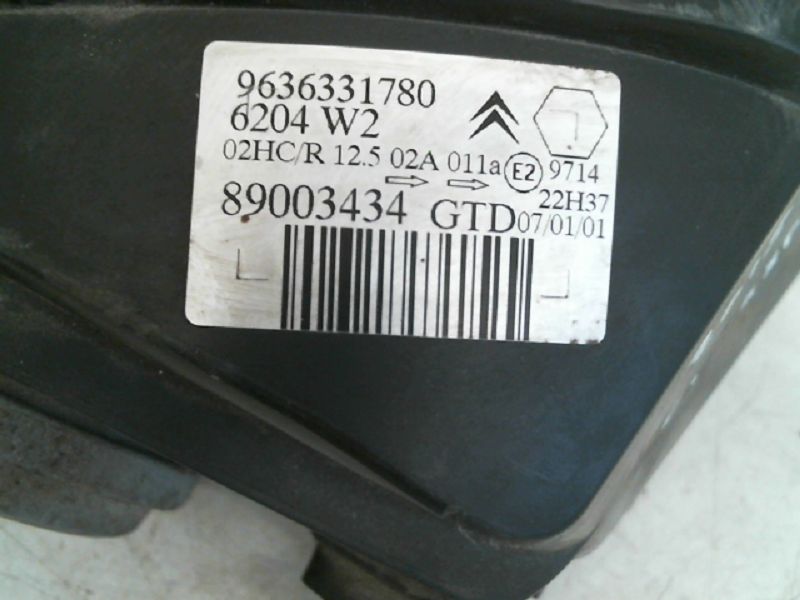 9636331780
6204 W2
02HC/R 12.5 02A 011a E2 9714
22H37
89003434 GTD 07/01/01